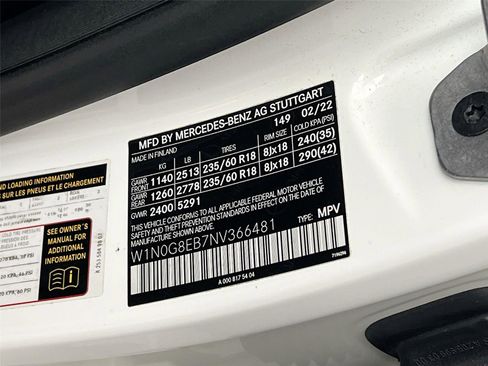 MFD BY MERCEDES-BENZ AG STUTTGART
MADE IN FINLAND 149 02/22
KG LB TIRES RIM SIZE COLD KPA(PSI)
GAWR FRONT 1140 2513 235/60 R18 8Jx18 240(35)
GAWR REAR 1260 2778 235/60 R18 8Jx18 290(42)
GVWR 2400 5291
THIS VEHICLE CONFORMS TO ALL APPLICABLE FEDERAL MOTOR VEHICLE
SAFETY STANDARDS IN EFFECT ON THE DATE OF MANUFACTURE SHOWN ABOVE.
W1N0G8EB7NV366481 TYPE: MPV
A 000 817 54 04
AND LOADING INFORMATION
SUR LES PNEUS ET LE CHARGEMENT
REAR
SEE OWNER'S
MANUAL FOR
ADDITIONAL
INFORMATION